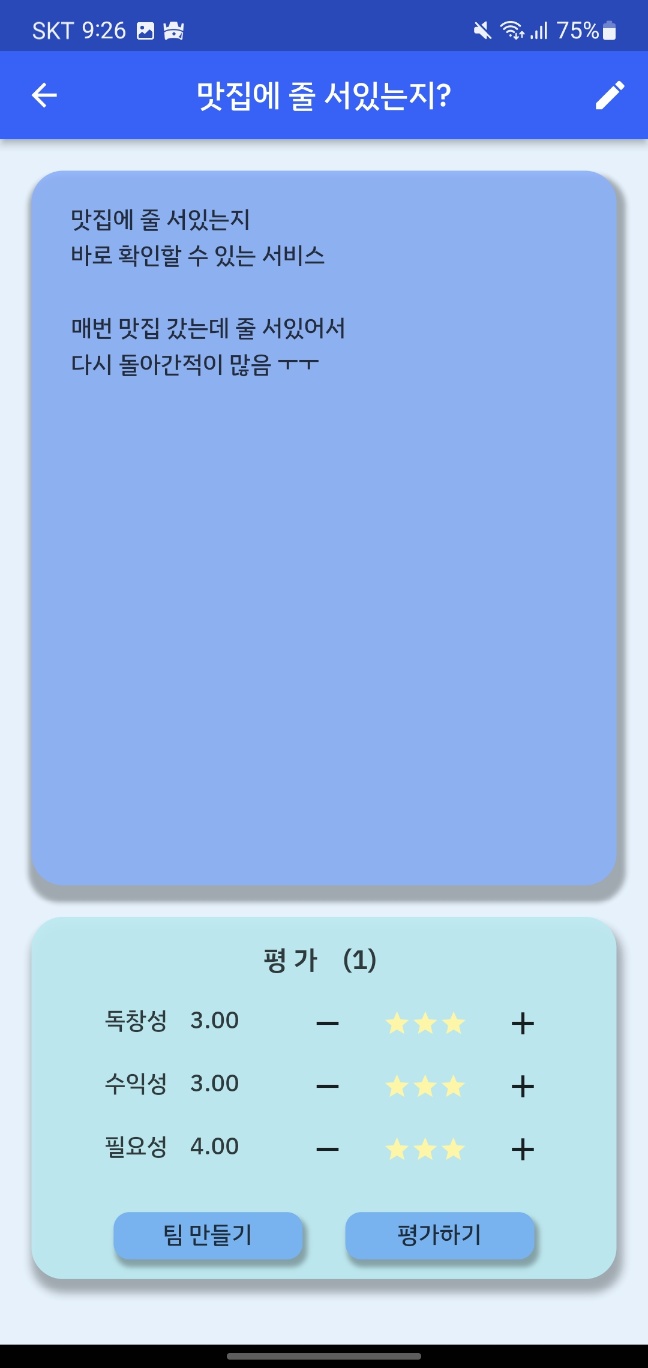 SKT 9:26 75%
맛집에 줄 서있는지?
맛집에 줄 서있는지
바로 확인할 수 있는 서비스
매번 맛집 갔는데 줄 서있어서
다시 돌아간적이 많음 ㅜㅜ
평 가 (1)
독창성 3.00
수익성 3.00
필요성 4.00
팀 만들기 평가하기